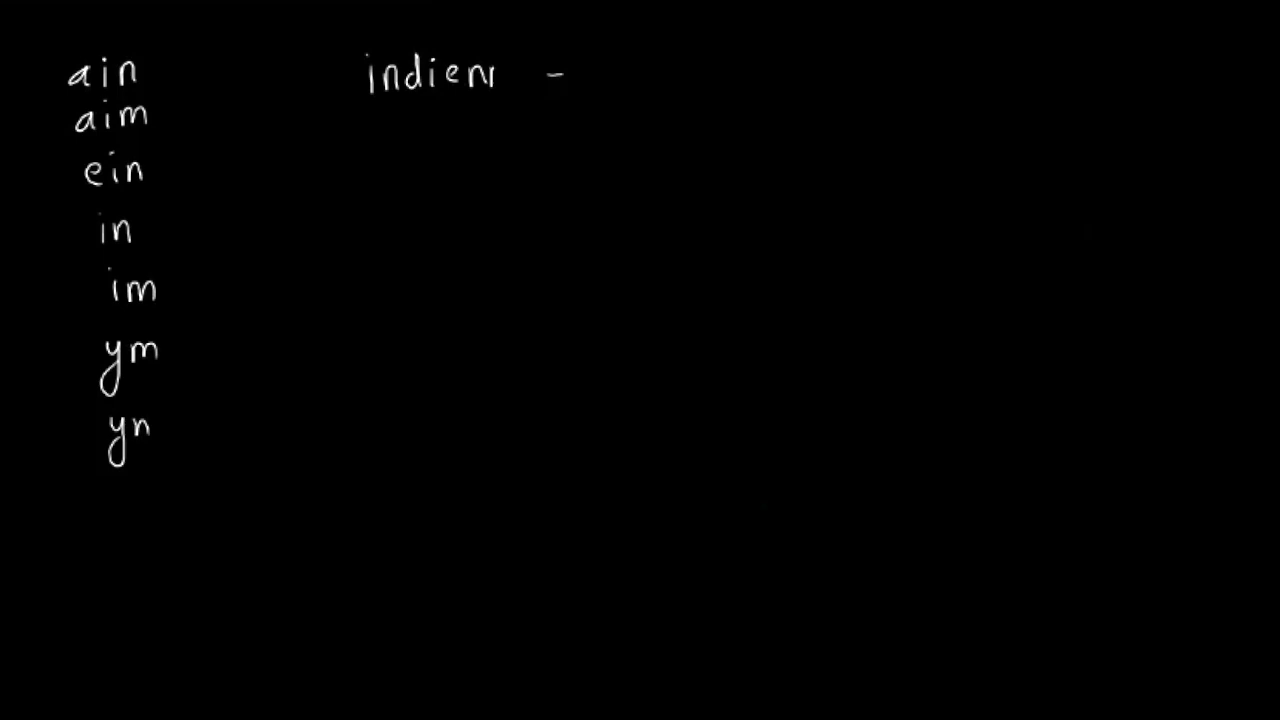 ain indien -
aim
ein
in
im
ym
yn